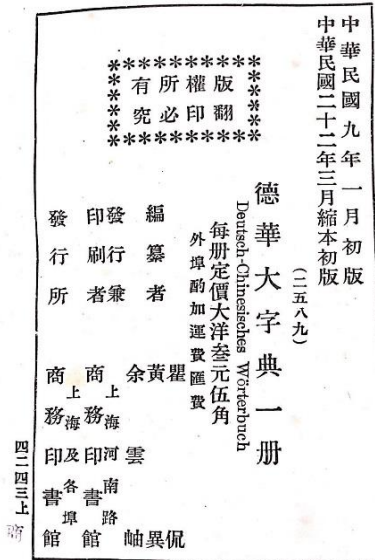 中華民國九年一月初版
中華民國二十二年三月縮本初版
(二五八九)
德華大字典一册
Deutsch-Chinesisches Wörterbuch
每册定價大洋叁元伍角
外埠酌加運費匯費
版權所有
翻印必究
編纂者
瞿侃
黃異
余雲岫
發行兼
印刷者
上海河南路
商務印書館
發行所
上海及各埠
商務印書館
四二四三上